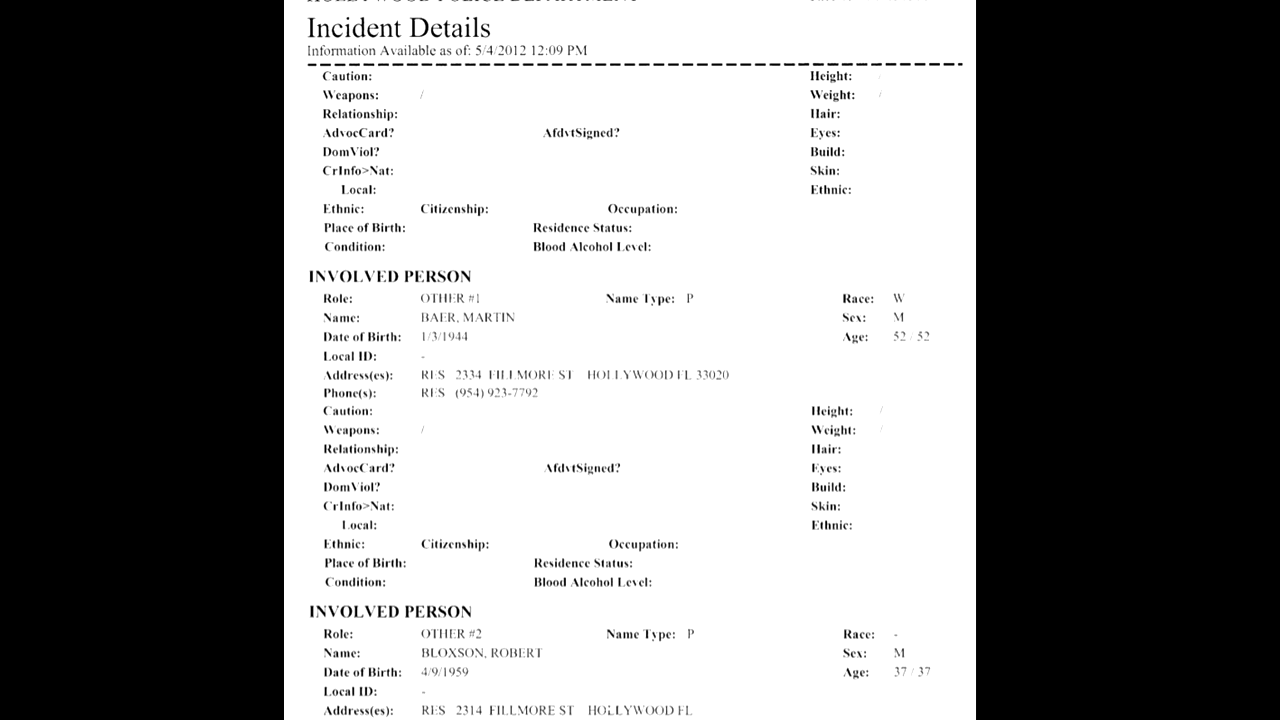 HOLLYWOOD POLICE DEPARTMENT
Incident Details
Information Available as of: 5/4/2012 12:09 PM
Caution: Height: /
Weapons: / Weight: /
Relationship: Hair:
AdvocCard? AfdvtSigned? Eyes:
DomViol? Build:
CrInfo>Nat: Skin:
Local: Ethnic:
Ethnic: Citizenship: Occupation:
Place of Birth: Residence Status:
Condition: Blood Alcohol Level:
INVOLVED PERSON
Role: OTHER #1 Name Type: P Race: W
Name: BAER, MARTIN Sex: M
Date of Birth: 1/3/1944 Age: 52 / 52
Local ID: -
Address(es): RES 2334 FILLMORE ST HOLLYWOOD FL 33020
Phone(s): RES (954) 923-7792
Caution: Height: /
Weapons: / Weight: /
Relationship: Hair:
AdvocCard? AfdvtSigned? Eyes:
DomViol? Build:
CrInfo>Nat: Skin:
Local: Ethnic:
Ethnic: Citizenship: Occupation:
Place of Birth: Residence Status:
Condition: Blood Alcohol Level:
INVOLVED PERSON
Role: OTHER #2 Name Type: P Race: -
Name: BLOXSON, ROBERT Sex: M
Date of Birth: 4/9/1959 Age: 37 / 37
Local ID: -
Address(es): RES 2314 FILLMORE ST HOLLYWOOD FL